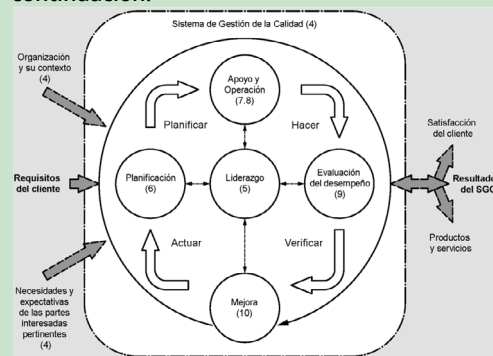 continuación.
Sistema de Gestión de la Calidad (4)
Organización
y su contexto
(4)
Apoyo y
Operación
(7.8)
Planificar
Hacer
Satisfacción
del cliente
Requisitos
del cliente
Planificación
(6)
Liderazgo
(5)
Evaluación
del desempeño
(9)
Resultado
del SGC
Actuar
Verificar
Productos
y servicios
Necesidades y
expectativas
de las partes
interesadas
pertinentes
(4)
Mejora
(10)